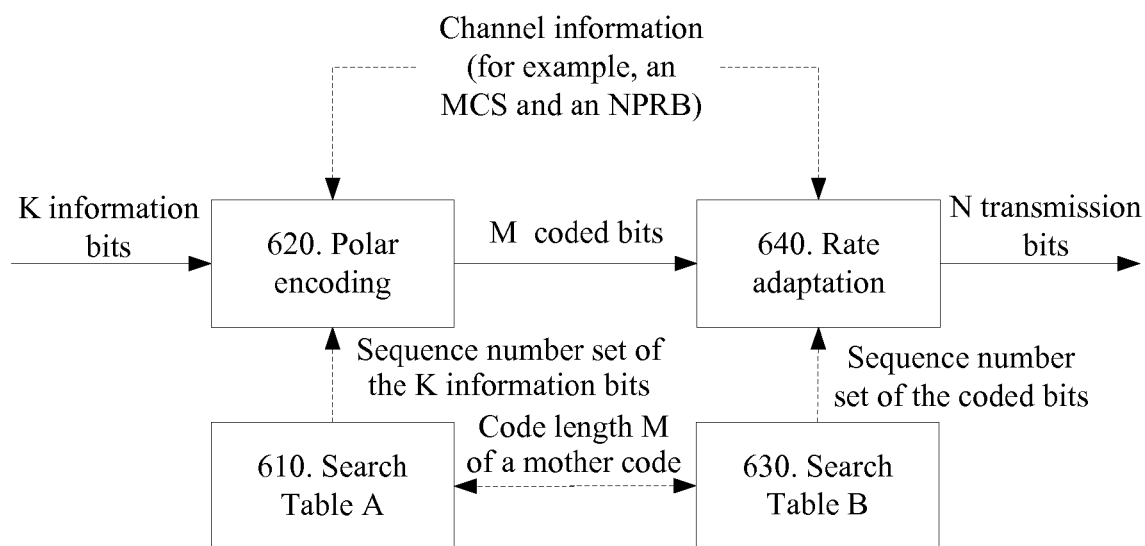 Channel information
(for example, an
MCS and an NPRB)
K information
bits
620. Polar
encoding
M coded bits
640. Rate
adaptation
N transmission
bits
Sequence number set of
the K information bits
Sequence number
set of the coded bits
610. Search
Table A
Code length M
of a mother code
630. Search
Table B